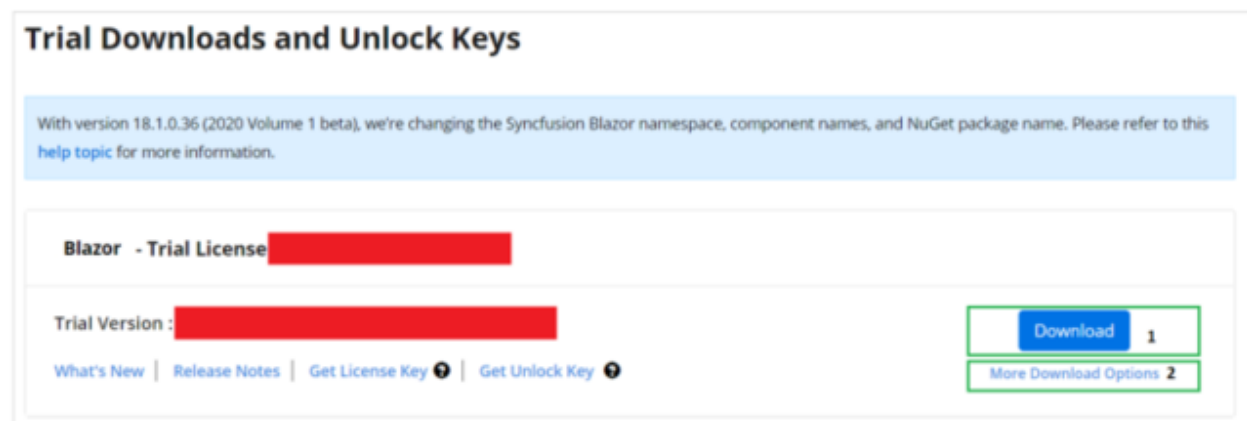 Trial Downloads and Unlock Keys
With version 18.1.0.36 (2020 Volume 1 beta), we're changing the Syncfusion Blazor namespace, component names, and NuGet package name. Please refer to this
help topic for more information.
Blazor - Trial License
Trial Version :
Download 1
What's New | Release Notes | Get License Key ? | Get Unlock Key ?
More Download Options 2